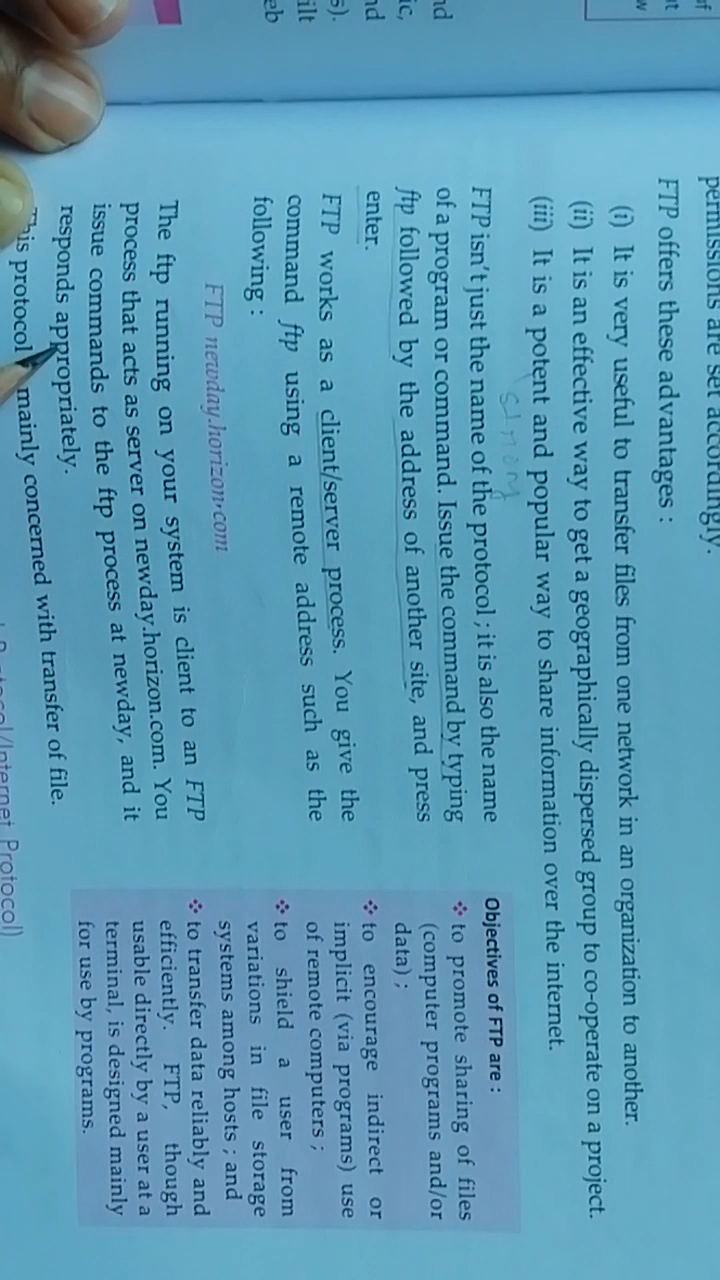 permissions are set accordingly.
FTP offers these advantages :
(i) It is very useful to transfer files from one network in an organization to another.
(ii) It is an effective way to get a geographically dispersed group to co-operate on a project.
(iii) It is a potent and popular way to share information over the internet.
strong
FTP isn't just the name of the protocol ; it is also the name
of a program or command. Issue the command by typing
ftp followed by the address of another site, and press
enter.
FTP works as a client/server process. You give the
command ftp using a remote address such as the
following :
FTP newday.horizon.com
The ftp running on your system is client to an FTP
process that acts as server on newday.horizon.com. You
issue commands to the ftp process at newday, and it
responds appropriately.
This protocol mainly concerned with transfer of file.
Objectives of FTP are :
❖ to promote sharing of files
(computer programs and/or
data) ;
❖ to encourage indirect or
implicit (via programs) use
of remote computers ;
❖ to shield a user from
variations in file storage
systems among hosts ; and
❖ to transfer data reliably and
efficiently. FTP, though
usable directly by a user at a
terminal, is designed mainly
for use by programs.
Protocol/Internet Protocol)